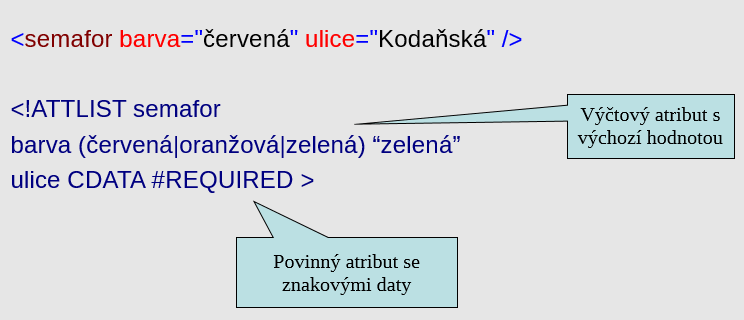 <semafor barva="červená" ulice="Kodaňská" />
<!ATTLIST semafor
barva (červená|oranžová|zelená) “zelená”
ulice CDATA #REQUIRED >
Výčtový atribut s
výchozí hodnotou
Povinný atribut se
znakovými daty